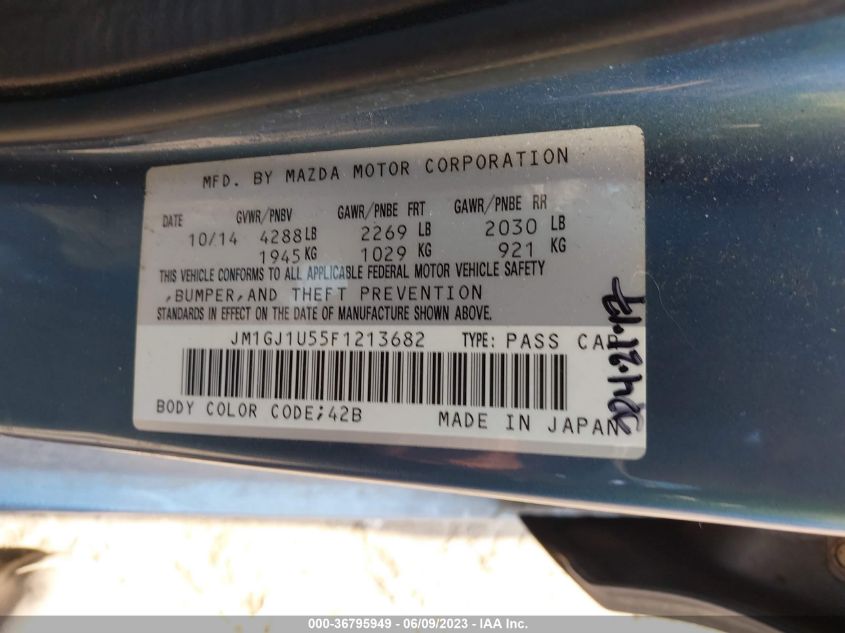 MFD. BY MAZDA MOTOR CORPORATION
DATE GVWR/PNBV GAWR/PNBE FRT GAWR/PNBE RR
10/14 4288LB 2269 LB 2030 LB
1945KG 1029 KG 921 KG
THIS VEHICLE CONFORMS TO ALL APPLICABLE FEDERAL MOTOR VEHICLE SAFETY
,BUMPER,AND THEFT PREVENTION
STANDARDS IN EFFECT ON THE DATE OF MANUFACTURE SHOWN ABOVE.
JM1GJ1U55F1213682 TYPE: PASS CAR
BODY COLOR CODE;42B MADE IN JAPAN
000-36795949 - 06/09/2023 - IAA Inc.